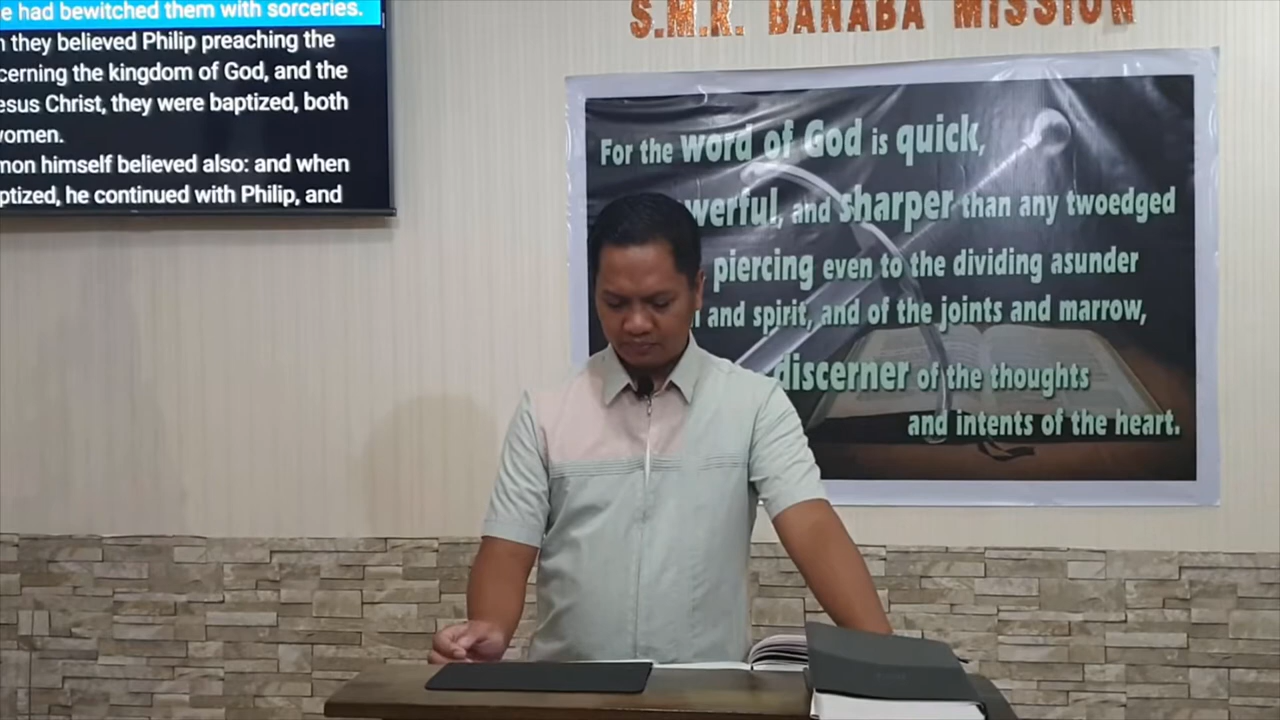 e had bewitched them with sorceries.
they believed Philip preaching the
cerning the kingdom of God, and the
esus Christ, they were baptized, both
women.
mon himself believed also: and when
ptized, he continued with Philip, and
S.M.R. BANABA MISSION
For the word of God is quick,
werful, and sharper than any twoedged
piercing even to the dividing asunder
and spirit, and of the joints and marrow,
discerner of the thoughts
and intents of the heart.